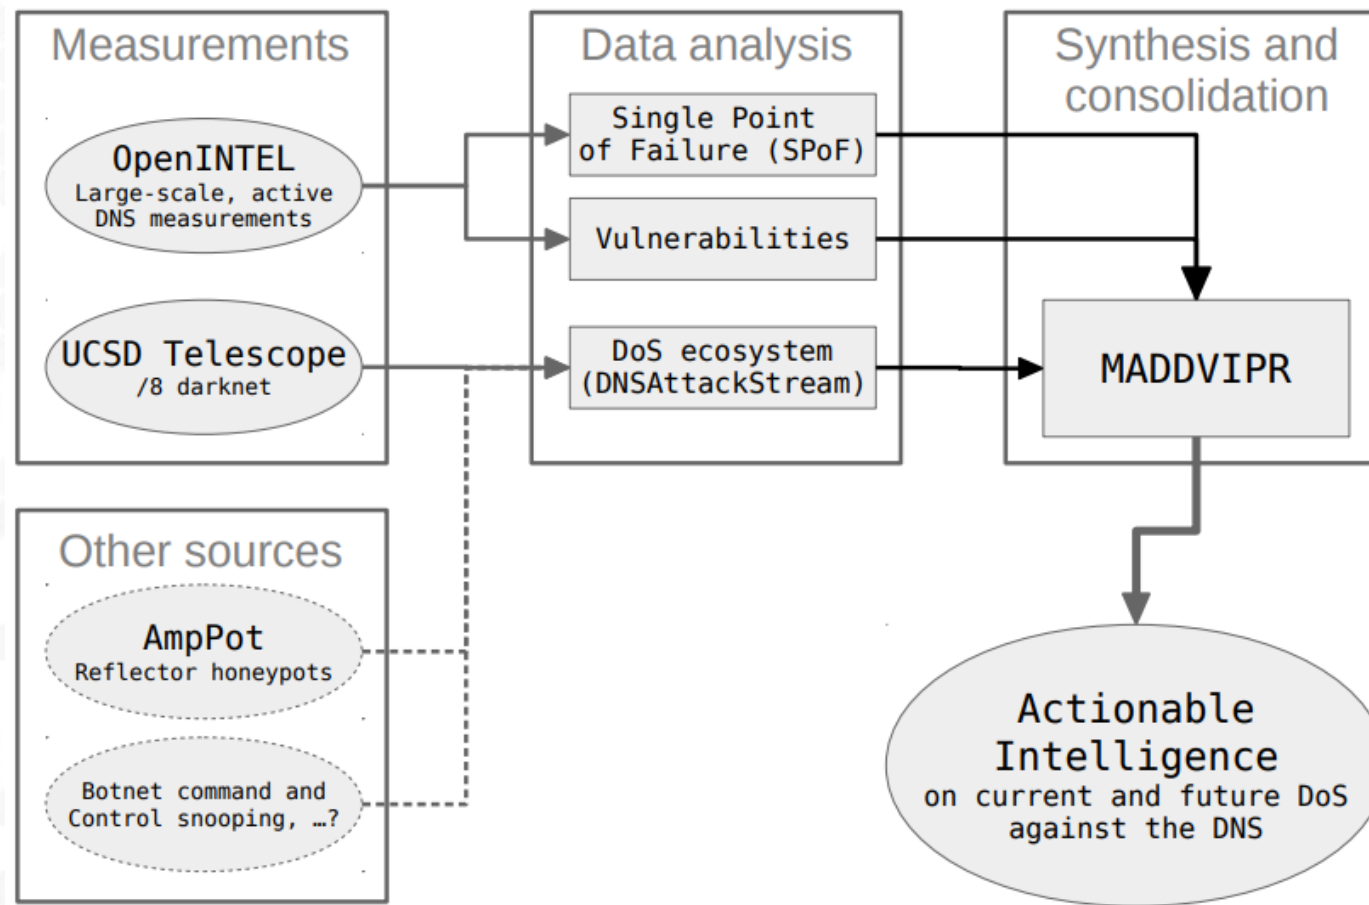 Measurements
OpenINTEL
Large-scale, active
DNS measurements
UCSD Telescope
/8 darknet
Other sources
AmpPot
Reflector honeypots
Botnet command and
Control snooping, …?
Data analysis
Single Point
of Failure (SPoF)
Vulnerabilities
DoS ecosystem
(DNSAttackStream)
Synthesis and
consolidation
MADDVIPR
Actionable
Intelligence
on current and future DoS
against the DNS